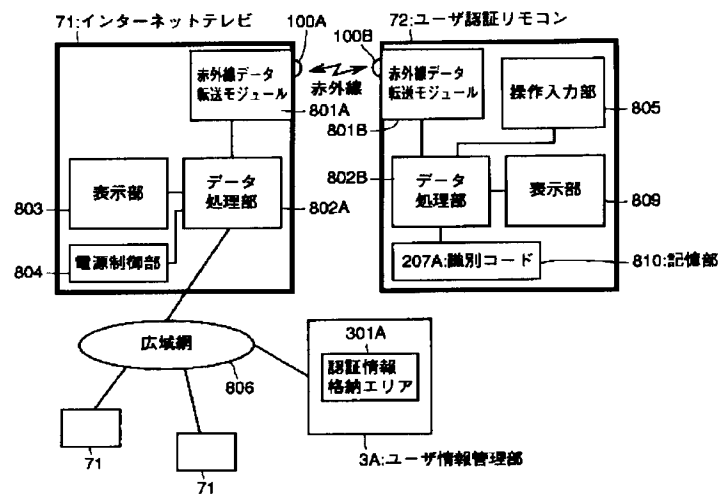 71:インターネットテレビ
100A
100B
72:ユーザ認証リモコン
赤外線データ
転送モジュール
801A
赤外線
赤外線データ
転送モジュール
801B
操作入力部
805
803
表示部
データ
処理部
802A
804
電源制御部
802B
データ
処理部
表示部
809
207A:識別コード
810:記憶部
広域網
806
301A
認証情報
格納エリア
3A:ユーザ情報管理部
71
71